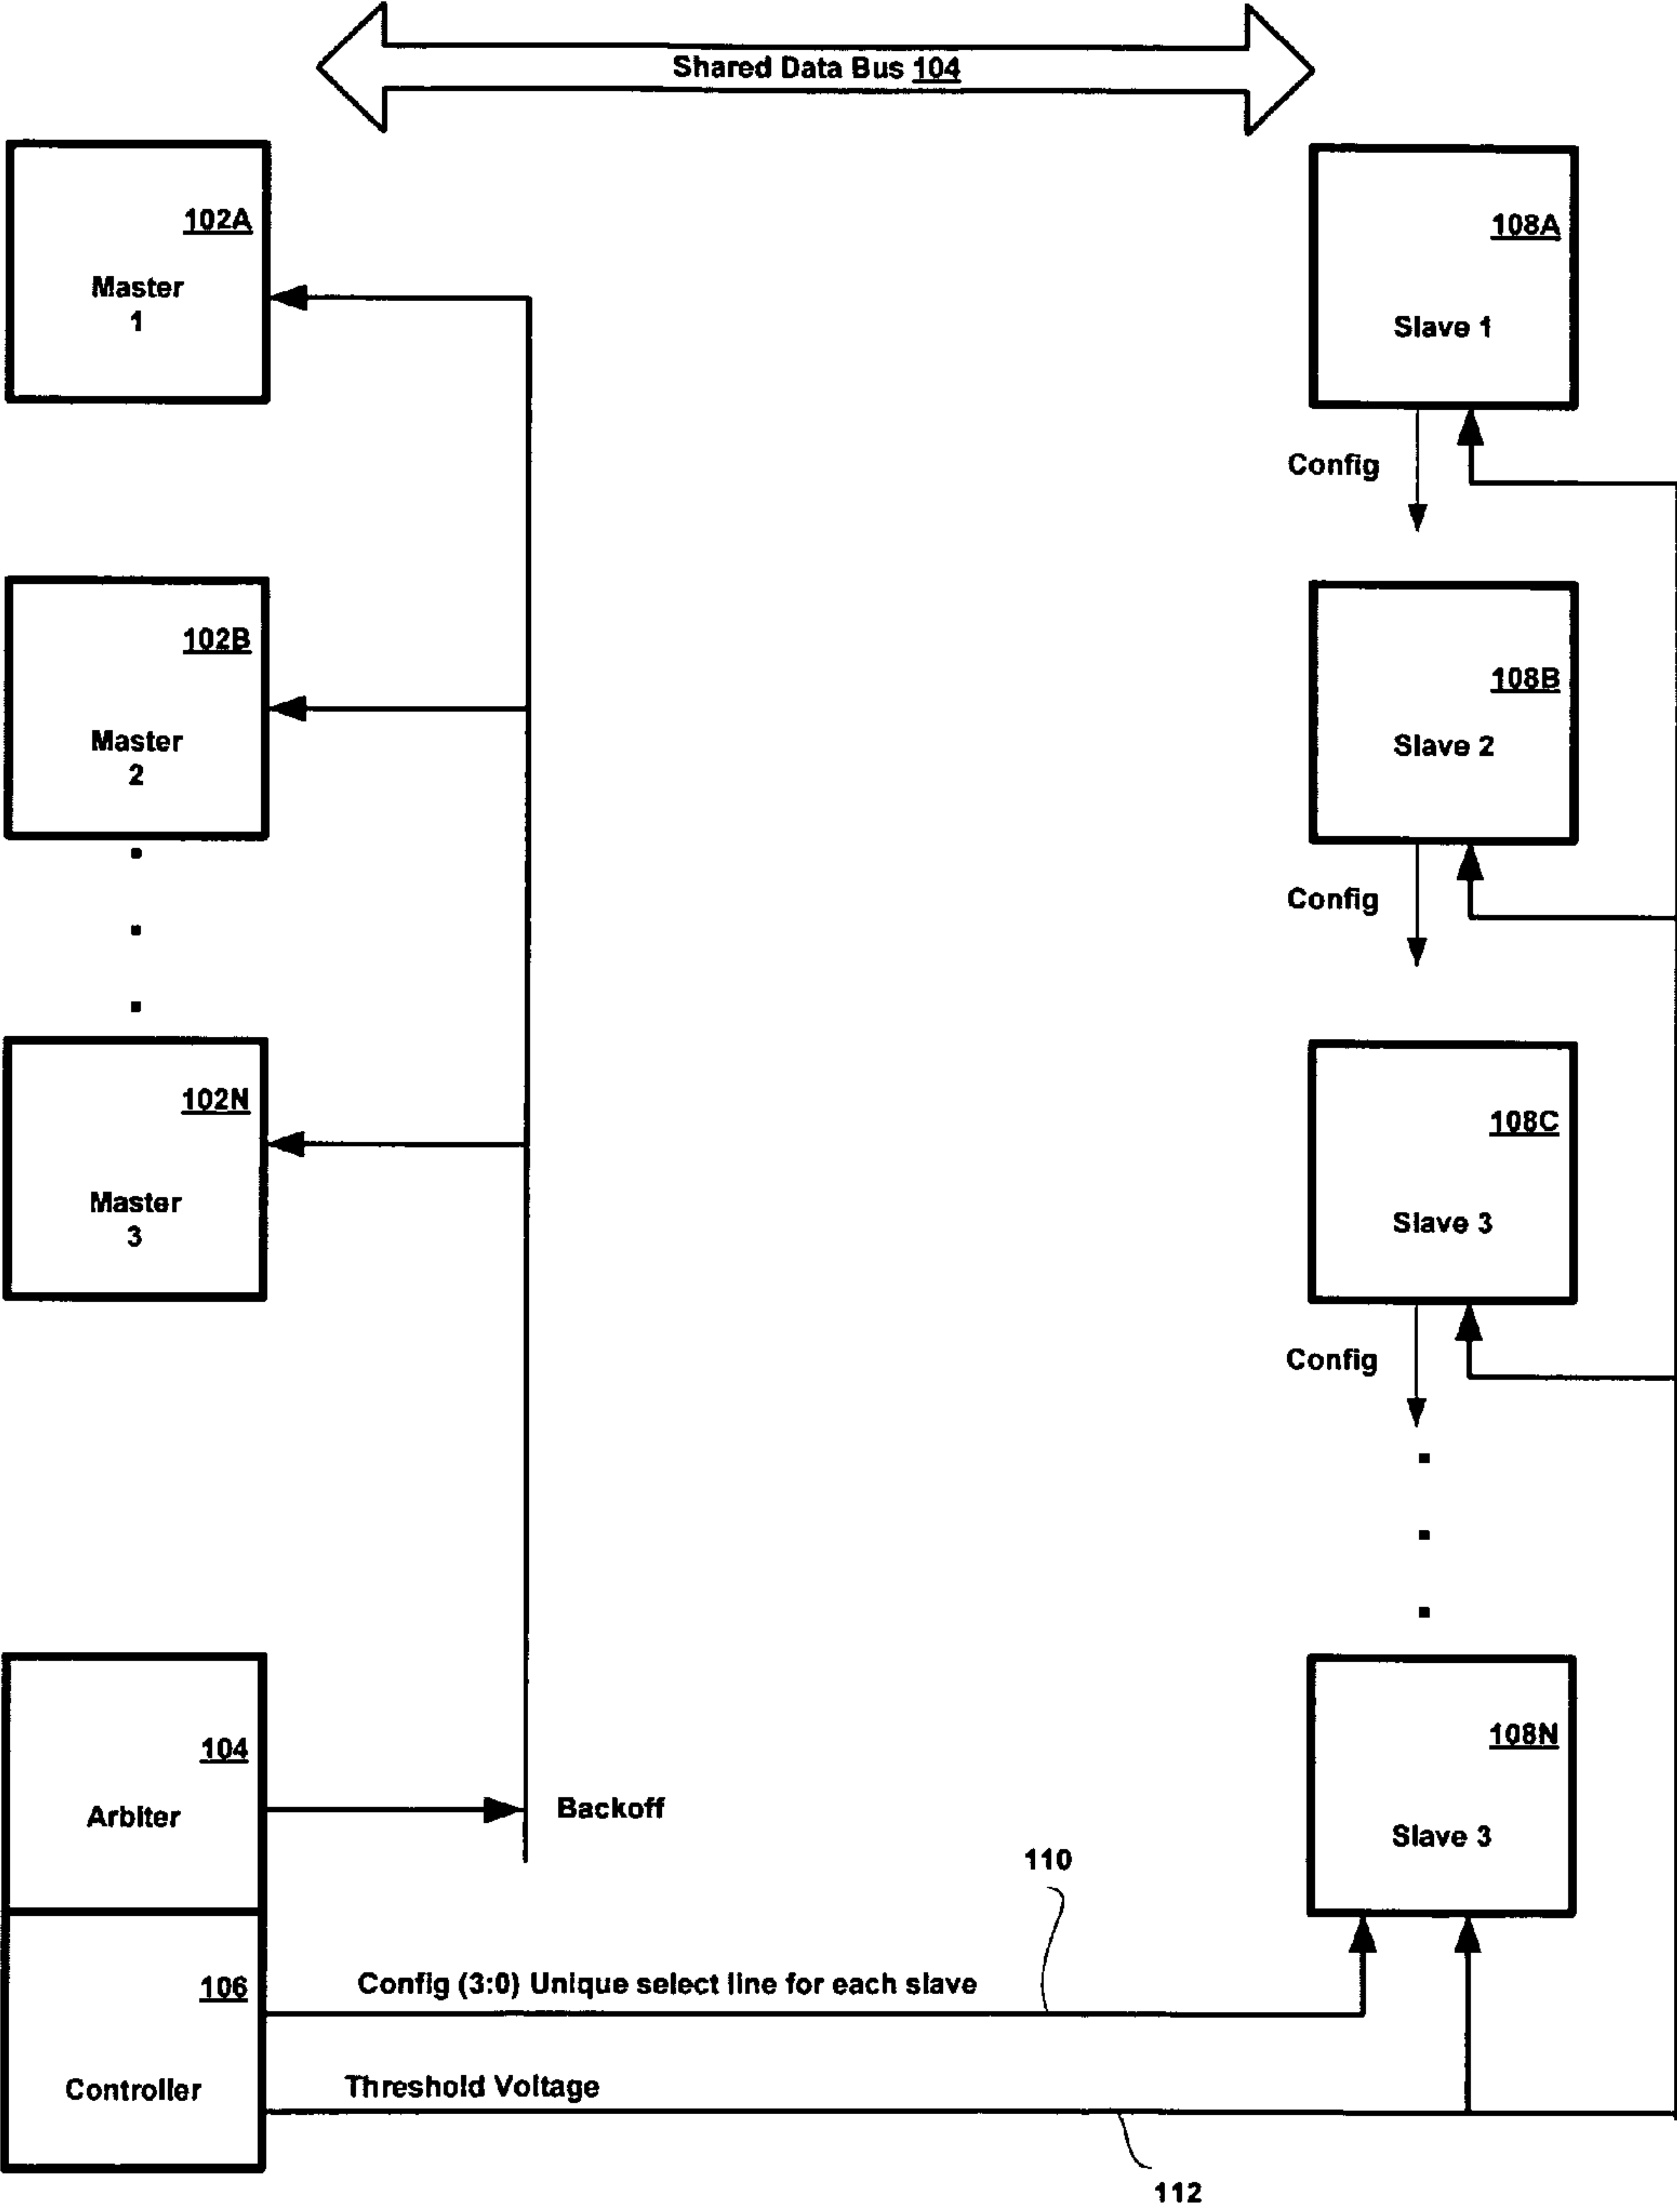 Shared Data Bus 104
102A
Master
1
108A
Slave 1
Config
102B
Master
2
108B
Slave 2
Config
102N
Master
3
108C
Slave 3
Config
104
Arbiter
Backoff
108N
Slave 3
110
106
Controller
Config (3:0) Unique select line for each slave
Threshold Voltage
112